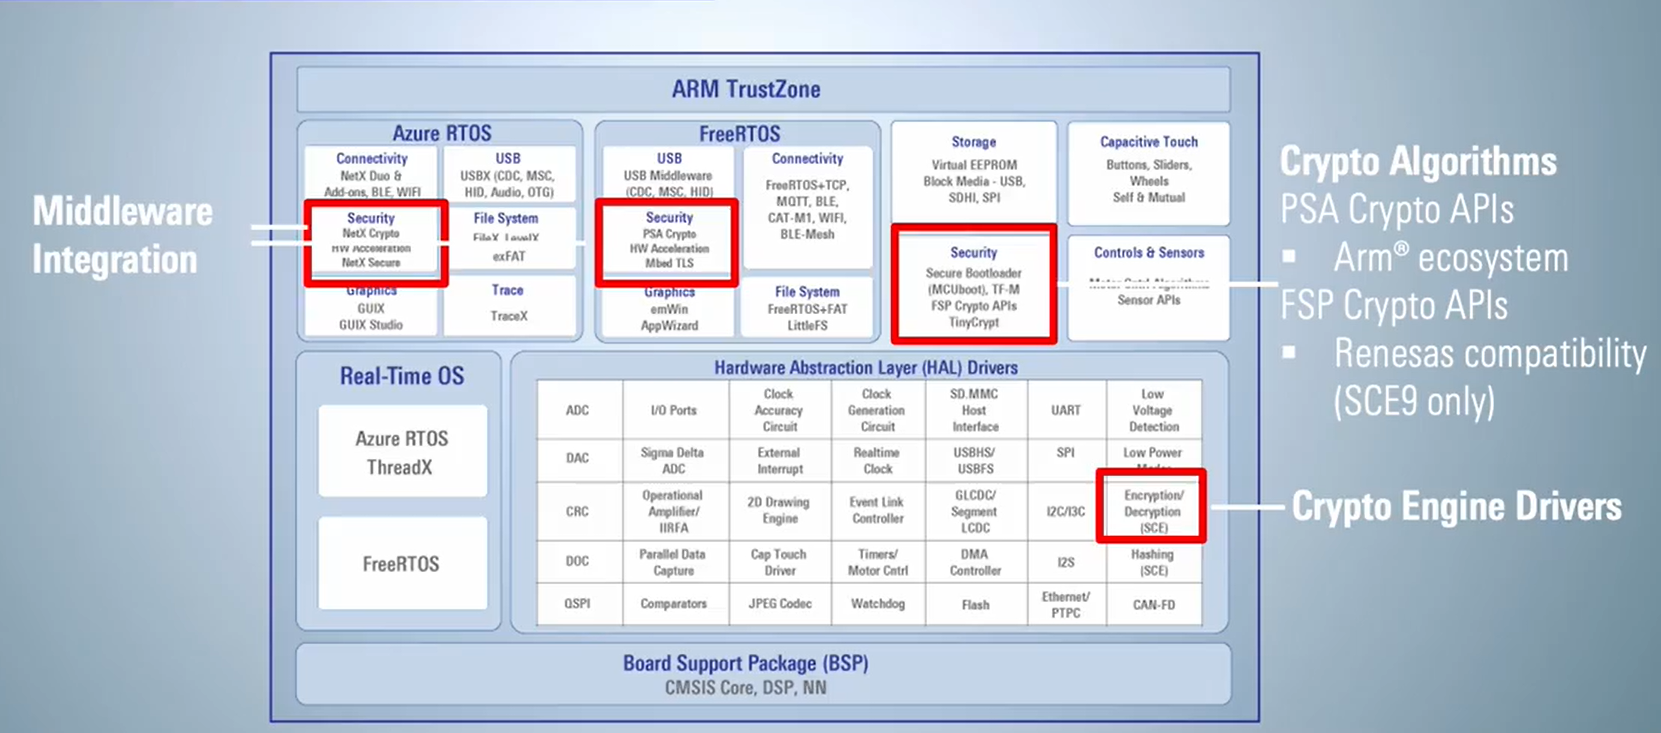 ARM TrustZone
Middleware
Integration
Azure RTOS
Connectivity
NetX Duo &
Add-ons, BLE, WIFI
USB
USBX (CDC, MSC,
HID, Audio, OTG)
Security
NetX Crypto
HW Acceleration
NetX Secure
File System
FileX, LevelX
exFAT
Graphics
GUIX
GUIX Studio
Trace
TraceX
FreeRTOS
USB
USB Middleware
(CDC, MSC, HID)
Connectivity
FreeRTOS+TCP,
MQTT, BLE,
CAT-M1, WIFI,
BLE-Mesh
Security
PSA Crypto
HW Acceleration
Mbed TLS
Graphics
emWin
AppWizard
File System
FreeRTOS+FAT
LittleFS
Storage
Virtual EEPROM
Block Media - USB,
SDHI, SPI
Capacitive Touch
Buttons, Sliders,
Wheels
Self & Mutual
Security
Secure Bootloader
(MCUboot), TF-M
FSP Crypto APIs
TinyCrypt
Controls & Sensors
Motor Cntrl Algorithms
Sensor APIs
Crypto Algorithms
PSA Crypto APIs
▪ Arm® ecosystem
FSP Crypto APIs
▪ Renesas compatibility
(SCE9 only)
Real-Time OS
Azure RTOS
ThreadX
FreeRTOS
Hardware Abstraction Layer (HAL) Drivers
ADC
I/O Ports
Clock
Accuracy
Circuit
Clock
Generation
Circuit
SD.MMC
Host
Interface
UART
Low
Voltage
Detection
DAC
Sigma Delta
ADC
External
Interrupt
Realtime
Clock
USBHS/
USBFS
SPI
Low Power
Modes
CRC
Operational
Amplifier/
IIRFA
2D Drawing
Engine
Event Link
Controller
GLCDC/
Segment
LCDC
I2C/I3C
Encryption/
Decryption
(SCE)
DOC
Parallel Data
Capture
Cap Touch
Driver
Timers/
Motor Cntrl
DMA
Controller
I2S
Hashing
(SCE)
QSPI
Comparators
JPEG Codec
Watchdog
Flash
Ethernet/
PTPC
CAN-FD
Crypto Engine Drivers
Board Support Package (BSP)
CMSIS Core, DSP, NN